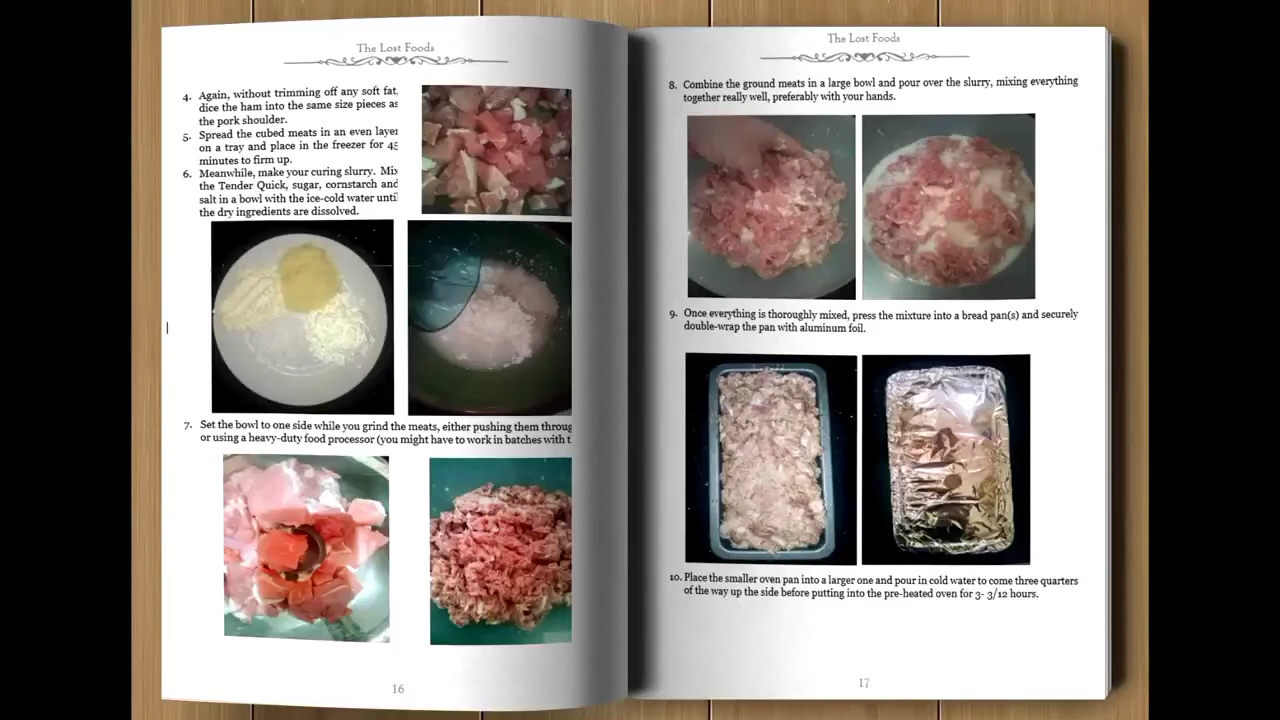 The Lost Foods
4. Again, without trimming off any soft fat,
dice the ham into the same size pieces as
the pork shoulder.
5. Spread the cubed meats in an even layer
on a tray and place in the freezer for 45
minutes to firm up.
6. Meanwhile, make your curing slurry. Mix
the Tender Quick, sugar, cornstarch and
salt in a bowl with the ice-cold water until
the dry ingredients are dissolved.
7. Set the bowl to one side while you grind the meats, either pushing them throug
or using a heavy-duty food processor (you might have to work in batches with t
16
The Lost Foods
8. Combine the ground meats in a large bowl and pour over the slurry, mixing everything
together really well, preferably with your hands.
9. Once everything is thoroughly mixed, press the mixture into a bread pan(s) and securely
double-wrap the pan with aluminum foil.
10. Place the smaller oven pan into a larger one and pour in cold water to come three quarters
of the way up the side before putting into the pre-heated oven for 3- 3/12 hours.
17